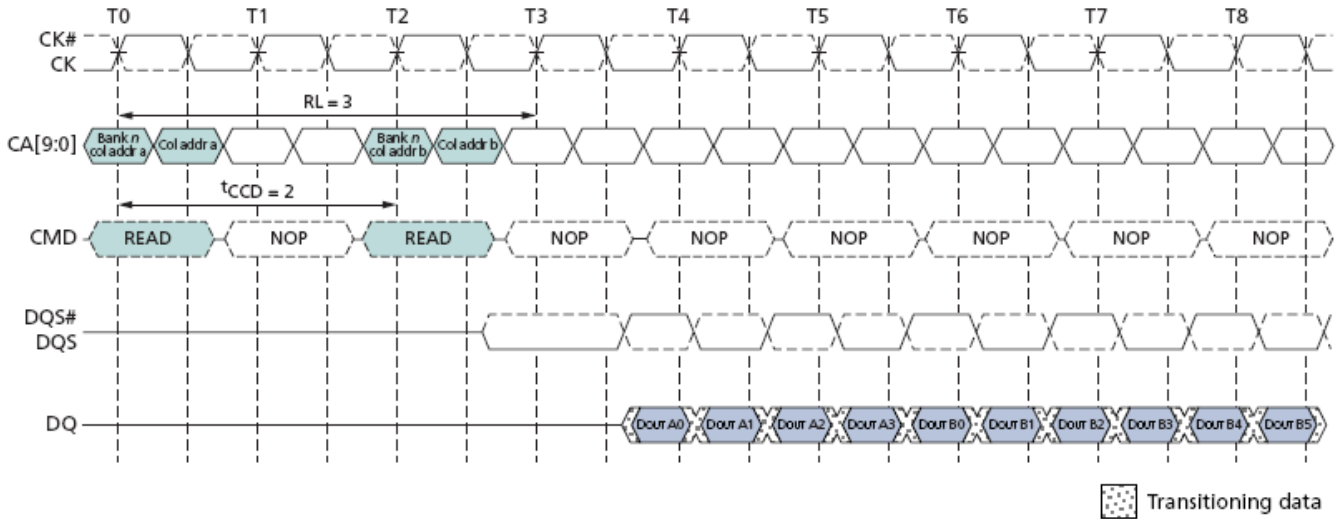 T0 T1 T2 T3 T4 T5 T6 T7 T8
CK#
CK
RL = 3
CA[9:0] Bank n col addr a Col addr a Bank n col addr b Col addr b
tCCD = 2
CMD READ NOP READ NOP NOP NOP NOP NOP NOP
DQS#
DQS
DQ DOUT A0 DOUT A1 DOUT A2 DOUT A3 DOUT B0 DOUT B1 DOUT B2 DOUT B3 DOUT B4 DOUT B5
Transitioning data